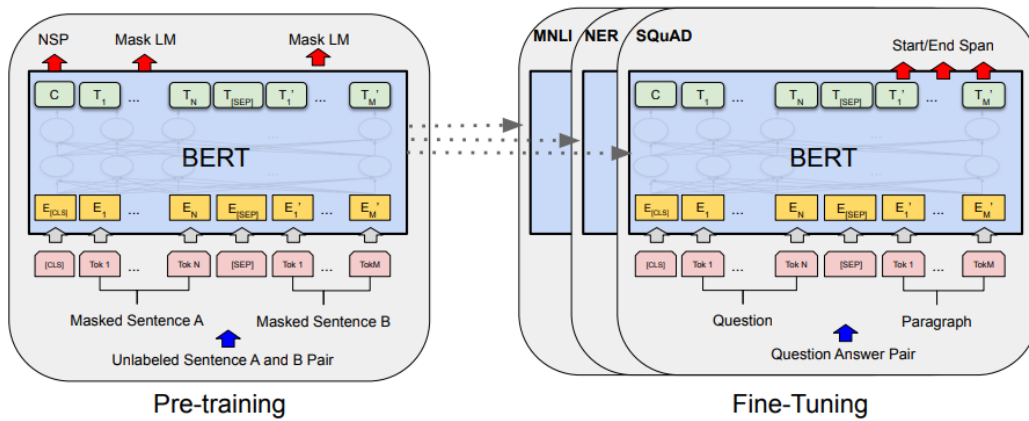 NSP Mask LM Mask LM
C T1 ... TN T[SEP] T1' ... TM'
BERT
E[CLS] E1 ... EN E[SEP] E1' ... EM'
[CLS] Tok 1 ... Tok N [SEP] Tok 1 ... TokM
Masked Sentence A Masked Sentence B
Unlabeled Sentence A and B Pair
Pre-training
MNLI NER SQuAD
Start/End Span
C T1 ... TN T[SEP] T1' ... TM'
BERT
E[CLS] E1 ... EN E[SEP] E1' ... EM'
[CLS] Tok 1 ... Tok N [SEP] Tok 1 ... TokM
Question Paragraph
Question Answer Pair
Fine-Tuning